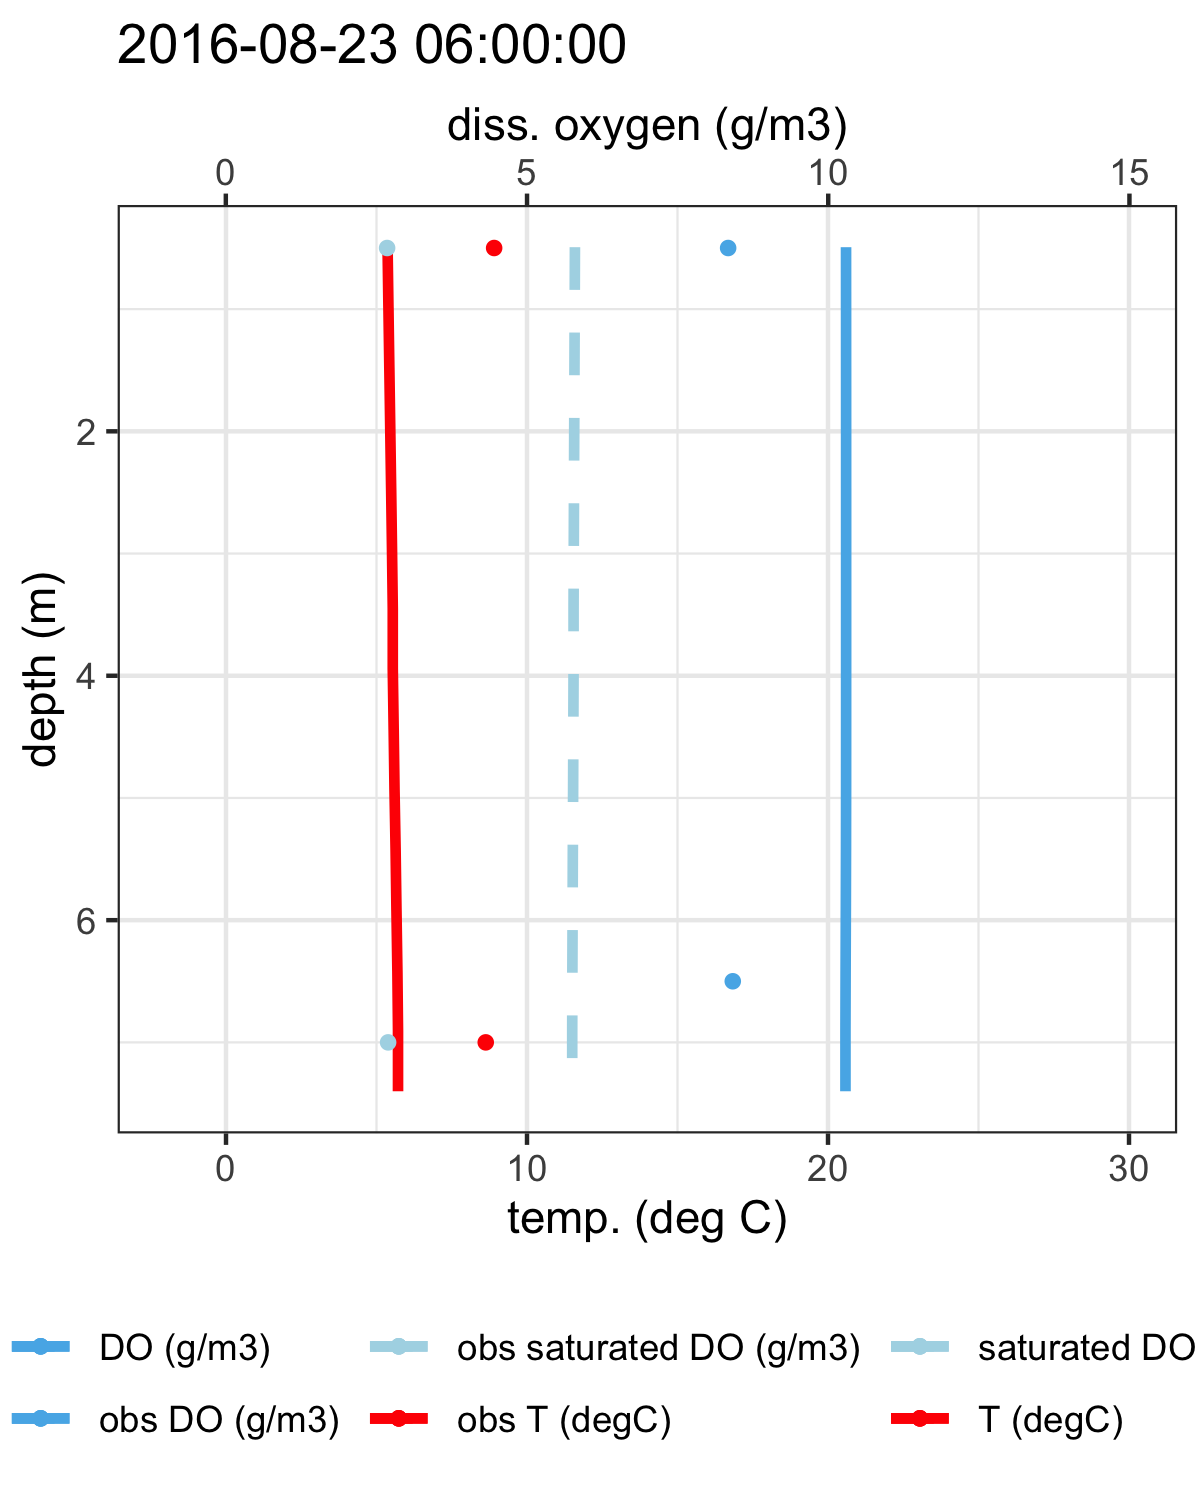 2016-08-23 06:00:00
diss. oxygen (g/m3)
0 5 10 15
2
4
6
depth (m)
0 10 20 30
temp. (deg C)
DO (g/m3) obs saturated DO (g/m3) saturated DO
obs DO (g/m3) obs T (degC) T (degC)